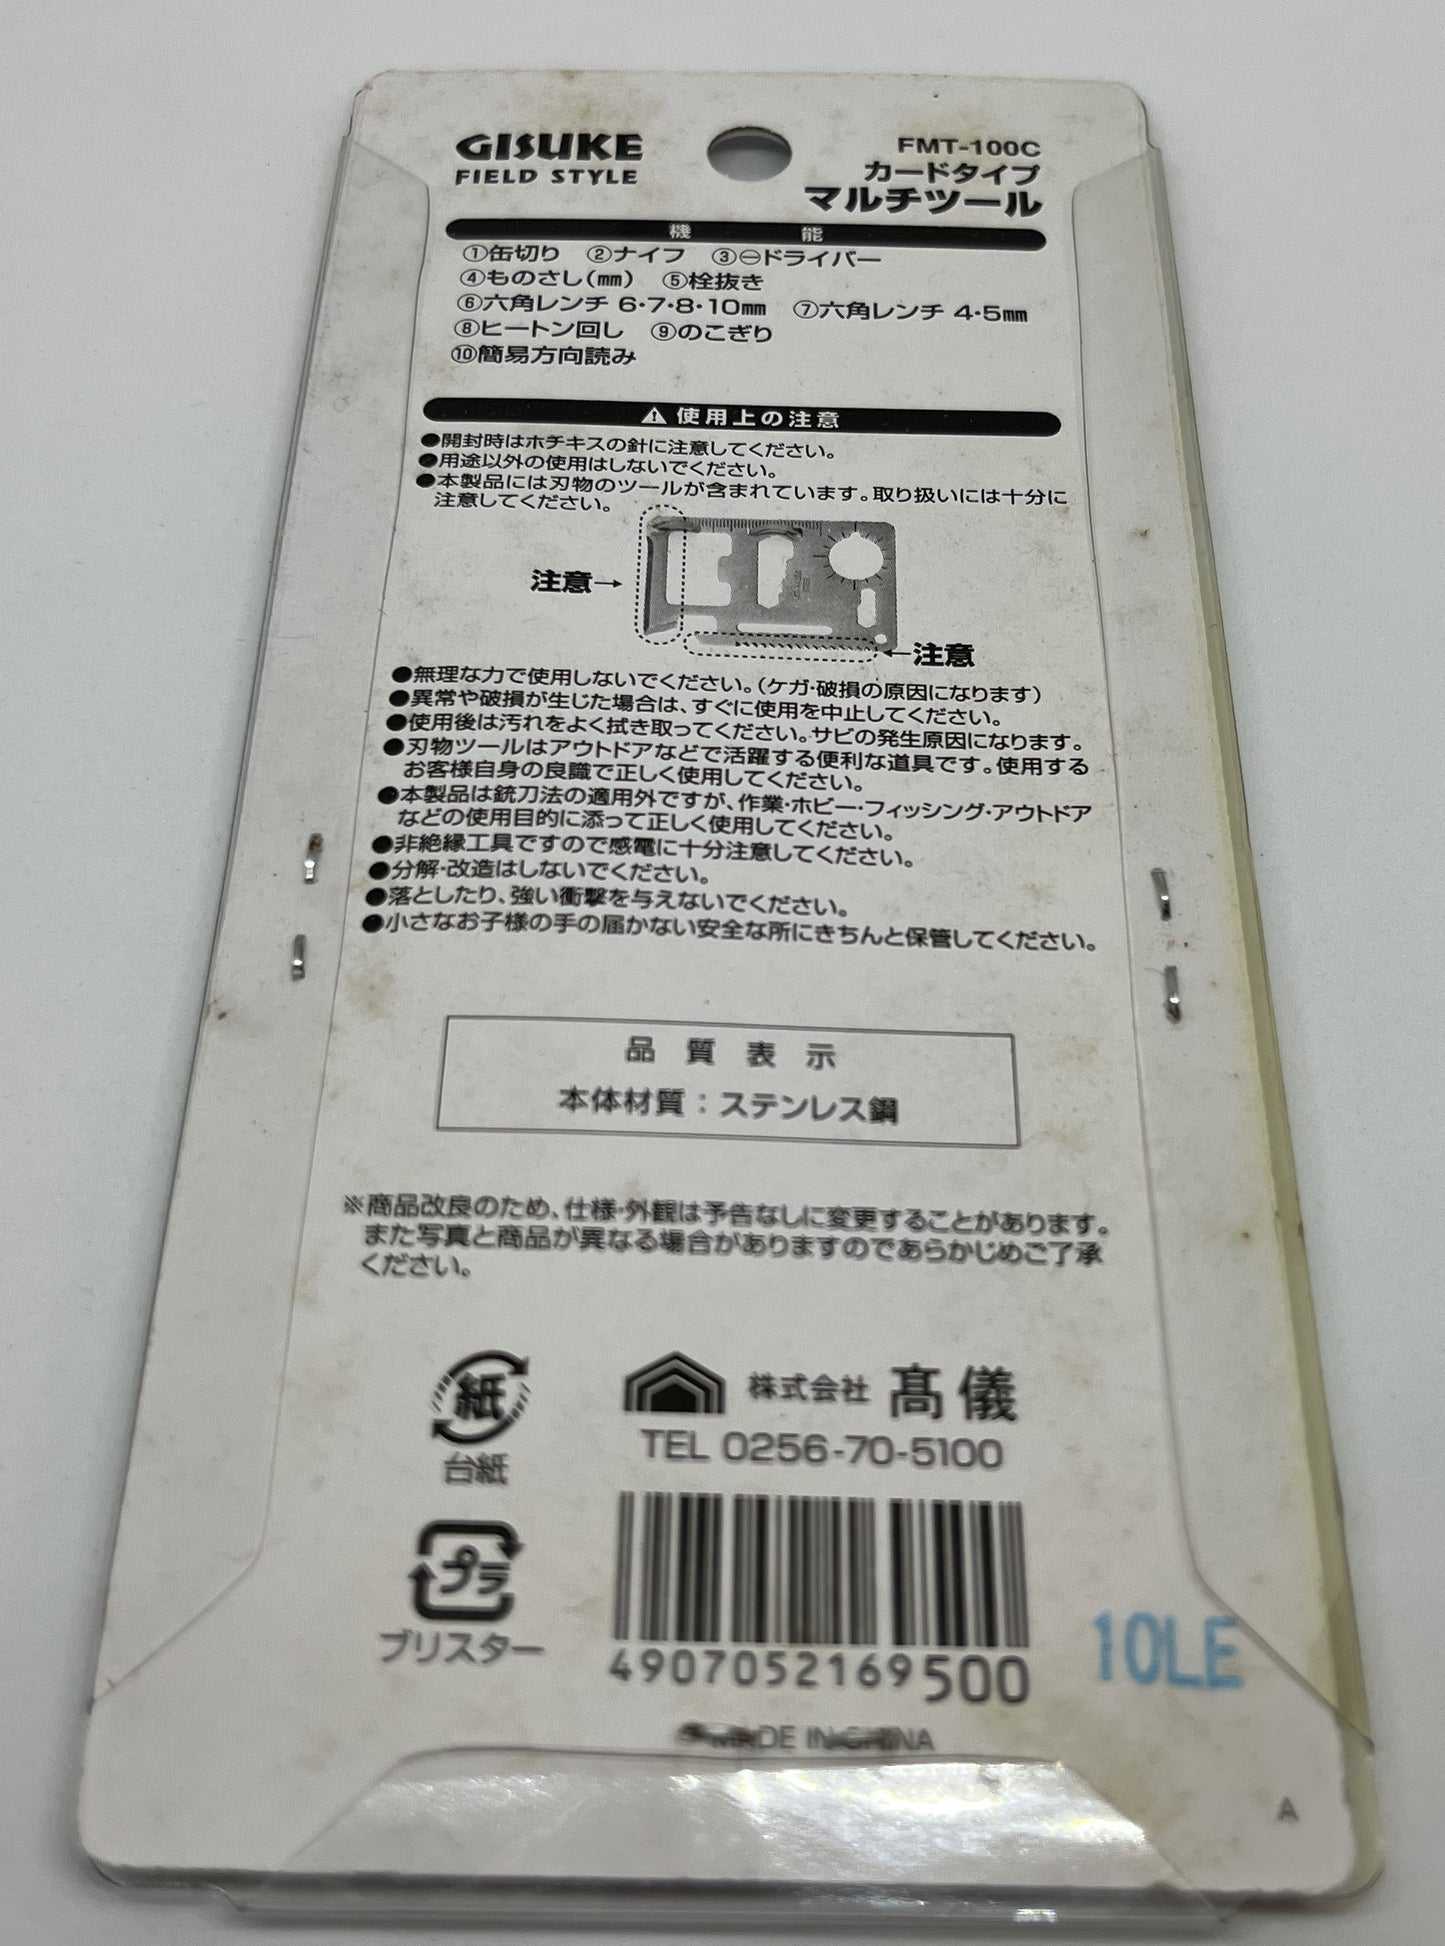 GISUKE
FIELD STYLE
FMT-100C
カードタイプ
マルチツール
機能
①缶切り ②ナイフ ③⊖ドライバー
④ものさし(㎜) ⑤栓抜き
⑥六角レンチ 6・7・8・10㎜ ⑦六角レンチ 4・5㎜
⑧ヒートン回し ⑨のこぎり
⑩簡易方向読み
⚠使用上の注意
●開封時はホチキスの針に注意してください。
●用途以外の使用はしないでください。
●本製品には刃物のツールが含まれています。取り扱いには十分に
注意してください。
注意→
←注意
●無理な力で使用しないでください。(ケガ・破損の原因になります)
●異常や破損が生じた場合は、すぐに使用を中止してください。
●使用後は汚れをよく拭き取ってください。サビの発生原因になります。
●刃物ツールはアウトドアなどで活躍する便利な道具です。使用する
お客様自身の良識で正しく使用してください。
●本製品は銃刀法の適用外ですが、作業・ホビー・フィッシング・アウトドア
などの使用目的に添って正しく使用してください。
●非絶縁工具ですので感電に十分注意してください。
●分解・改造はしないでください。
●落としたり、強い衝撃を与えないでください。
●小さなお子様の手の届かない安全な所にきちんと保管してください。
品質表示
本体材質：ステンレス鋼
※商品改良のため、仕様・外観は予告なしに変更することがあります。
また写真と商品が異なる場合がありますのであらかじめご了承
ください。
紙
台紙
株式会社 髙儀
TEL 0256-70-5100
プラ
ブリスター
4907052169500
10LE
MADE IN CHINA
A